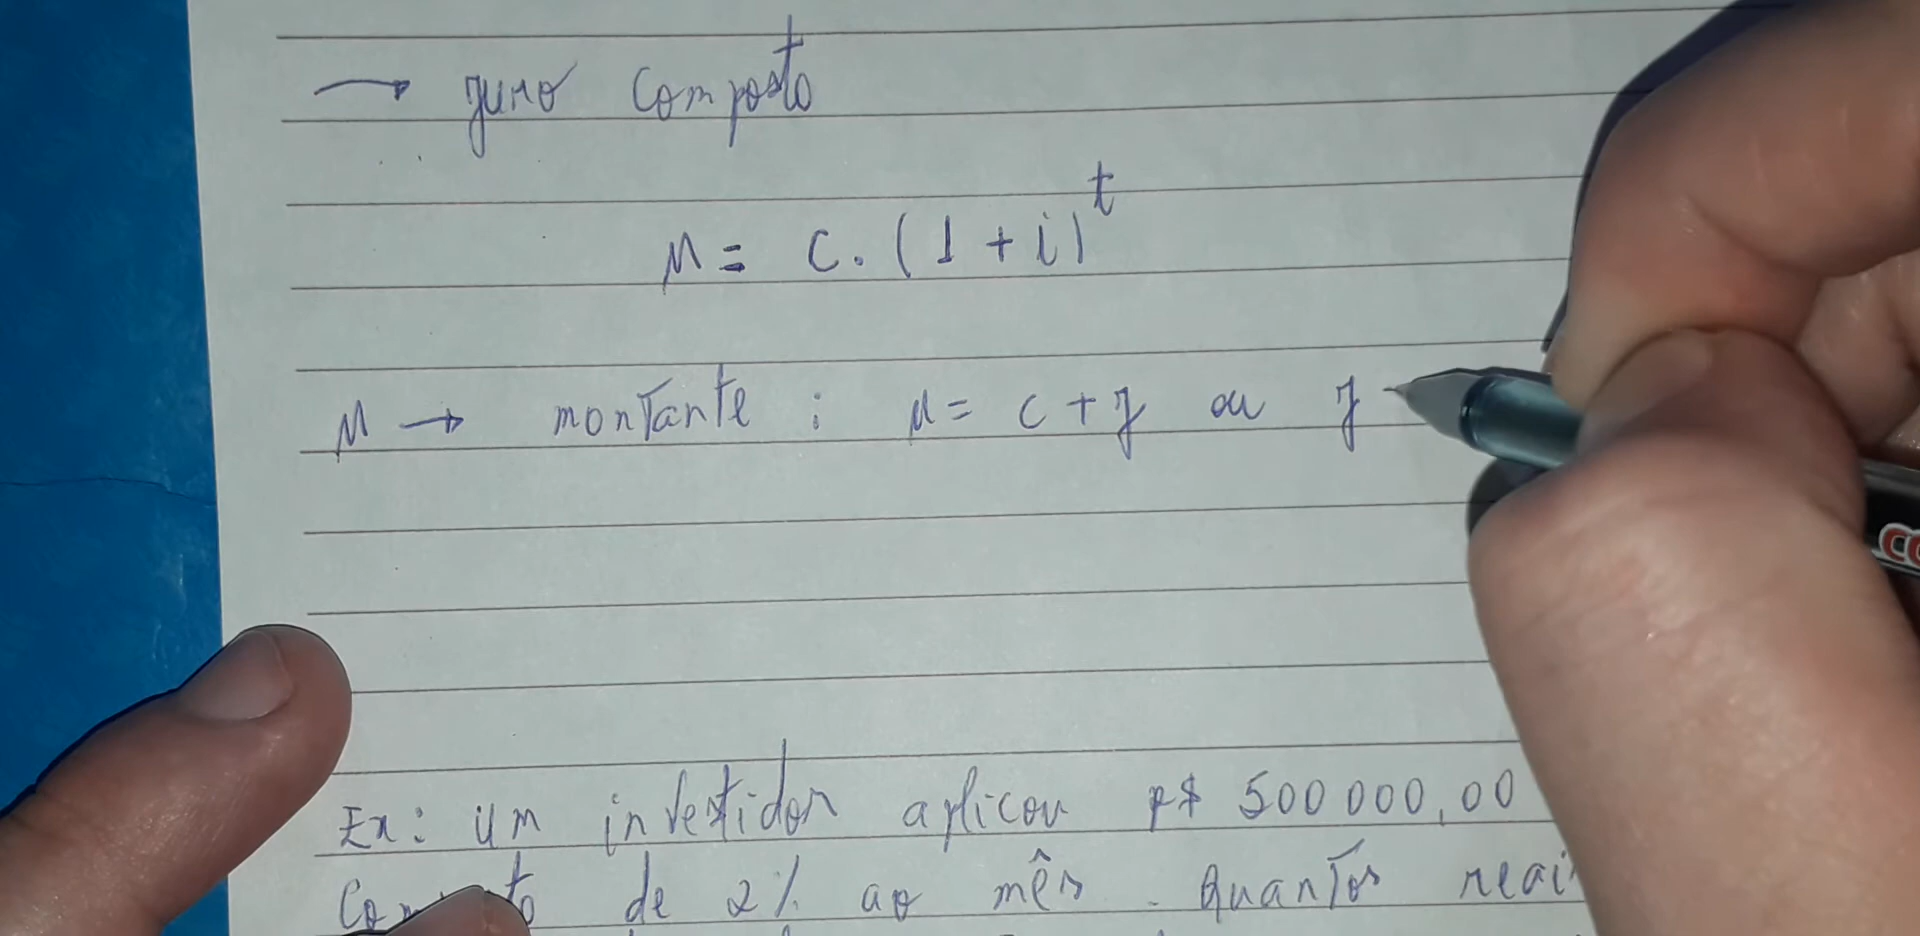 → juro composto
M = C. (1 + i)^t
M → montante : M = C + J ou J
Ex: um investidor aplicou R$ 500 000,00
de 2% ao mês. Quantos reai